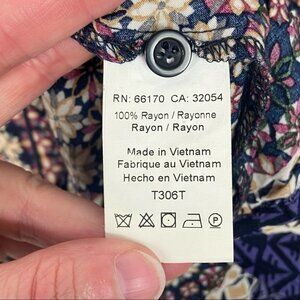 RN: 66170 CA: 32054
100% Rayon / Rayonne
Rayon / Rayon
Made in Vietnam
Fabrique au Vietnam
Hecho en Vietnam
T306T
P